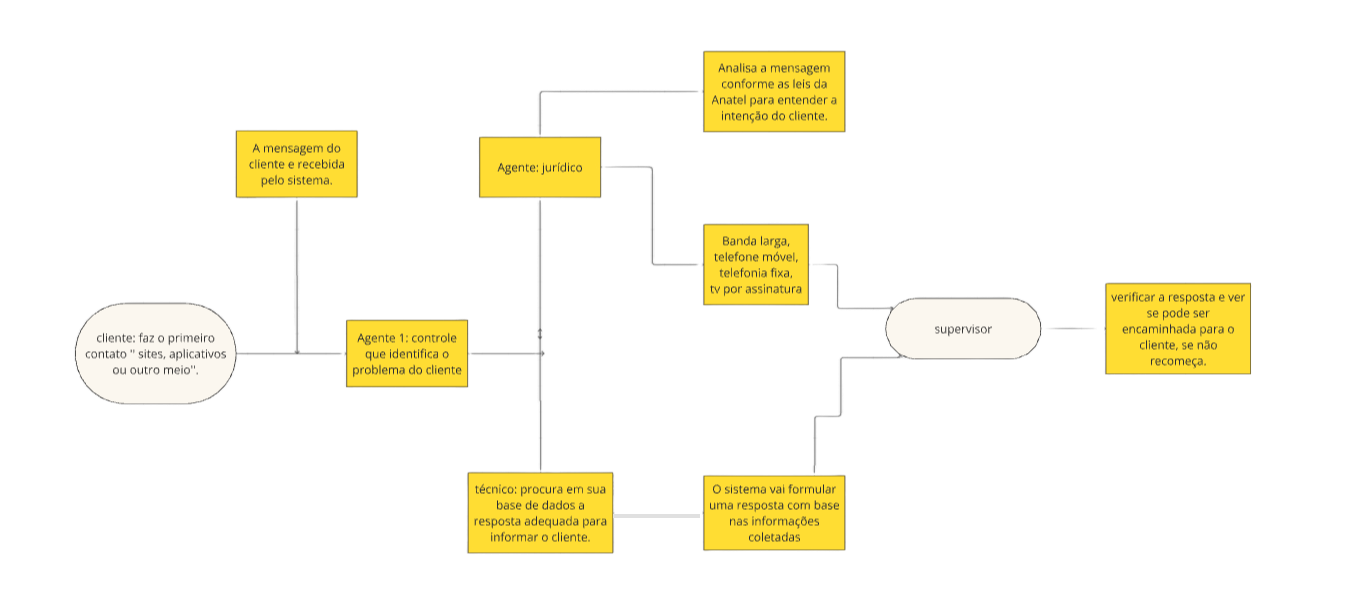 Analisa a mensagem
conforme as leis da
Anatel para entender a
intenção do cliente.
A mensagem do
cliente e recebida
pelo sistema.
Agente: jurídico
Banda larga,
telefone móvel,
telefonia fixa,
tv por assinatura
cliente: faz o primeiro
contato " sites, aplicativos
ou outro meio".
Agente 1: controle
que identifica o
problema do cliente
supervisor
verificar a resposta e ver
se pode ser
encaminhada para o
cliente, se não
recomeça.
técnico: procura em sua
base de dados a
resposta adequada para
informar o cliente.
O sistema vai formular
uma resposta com base
nas informações
coletadas